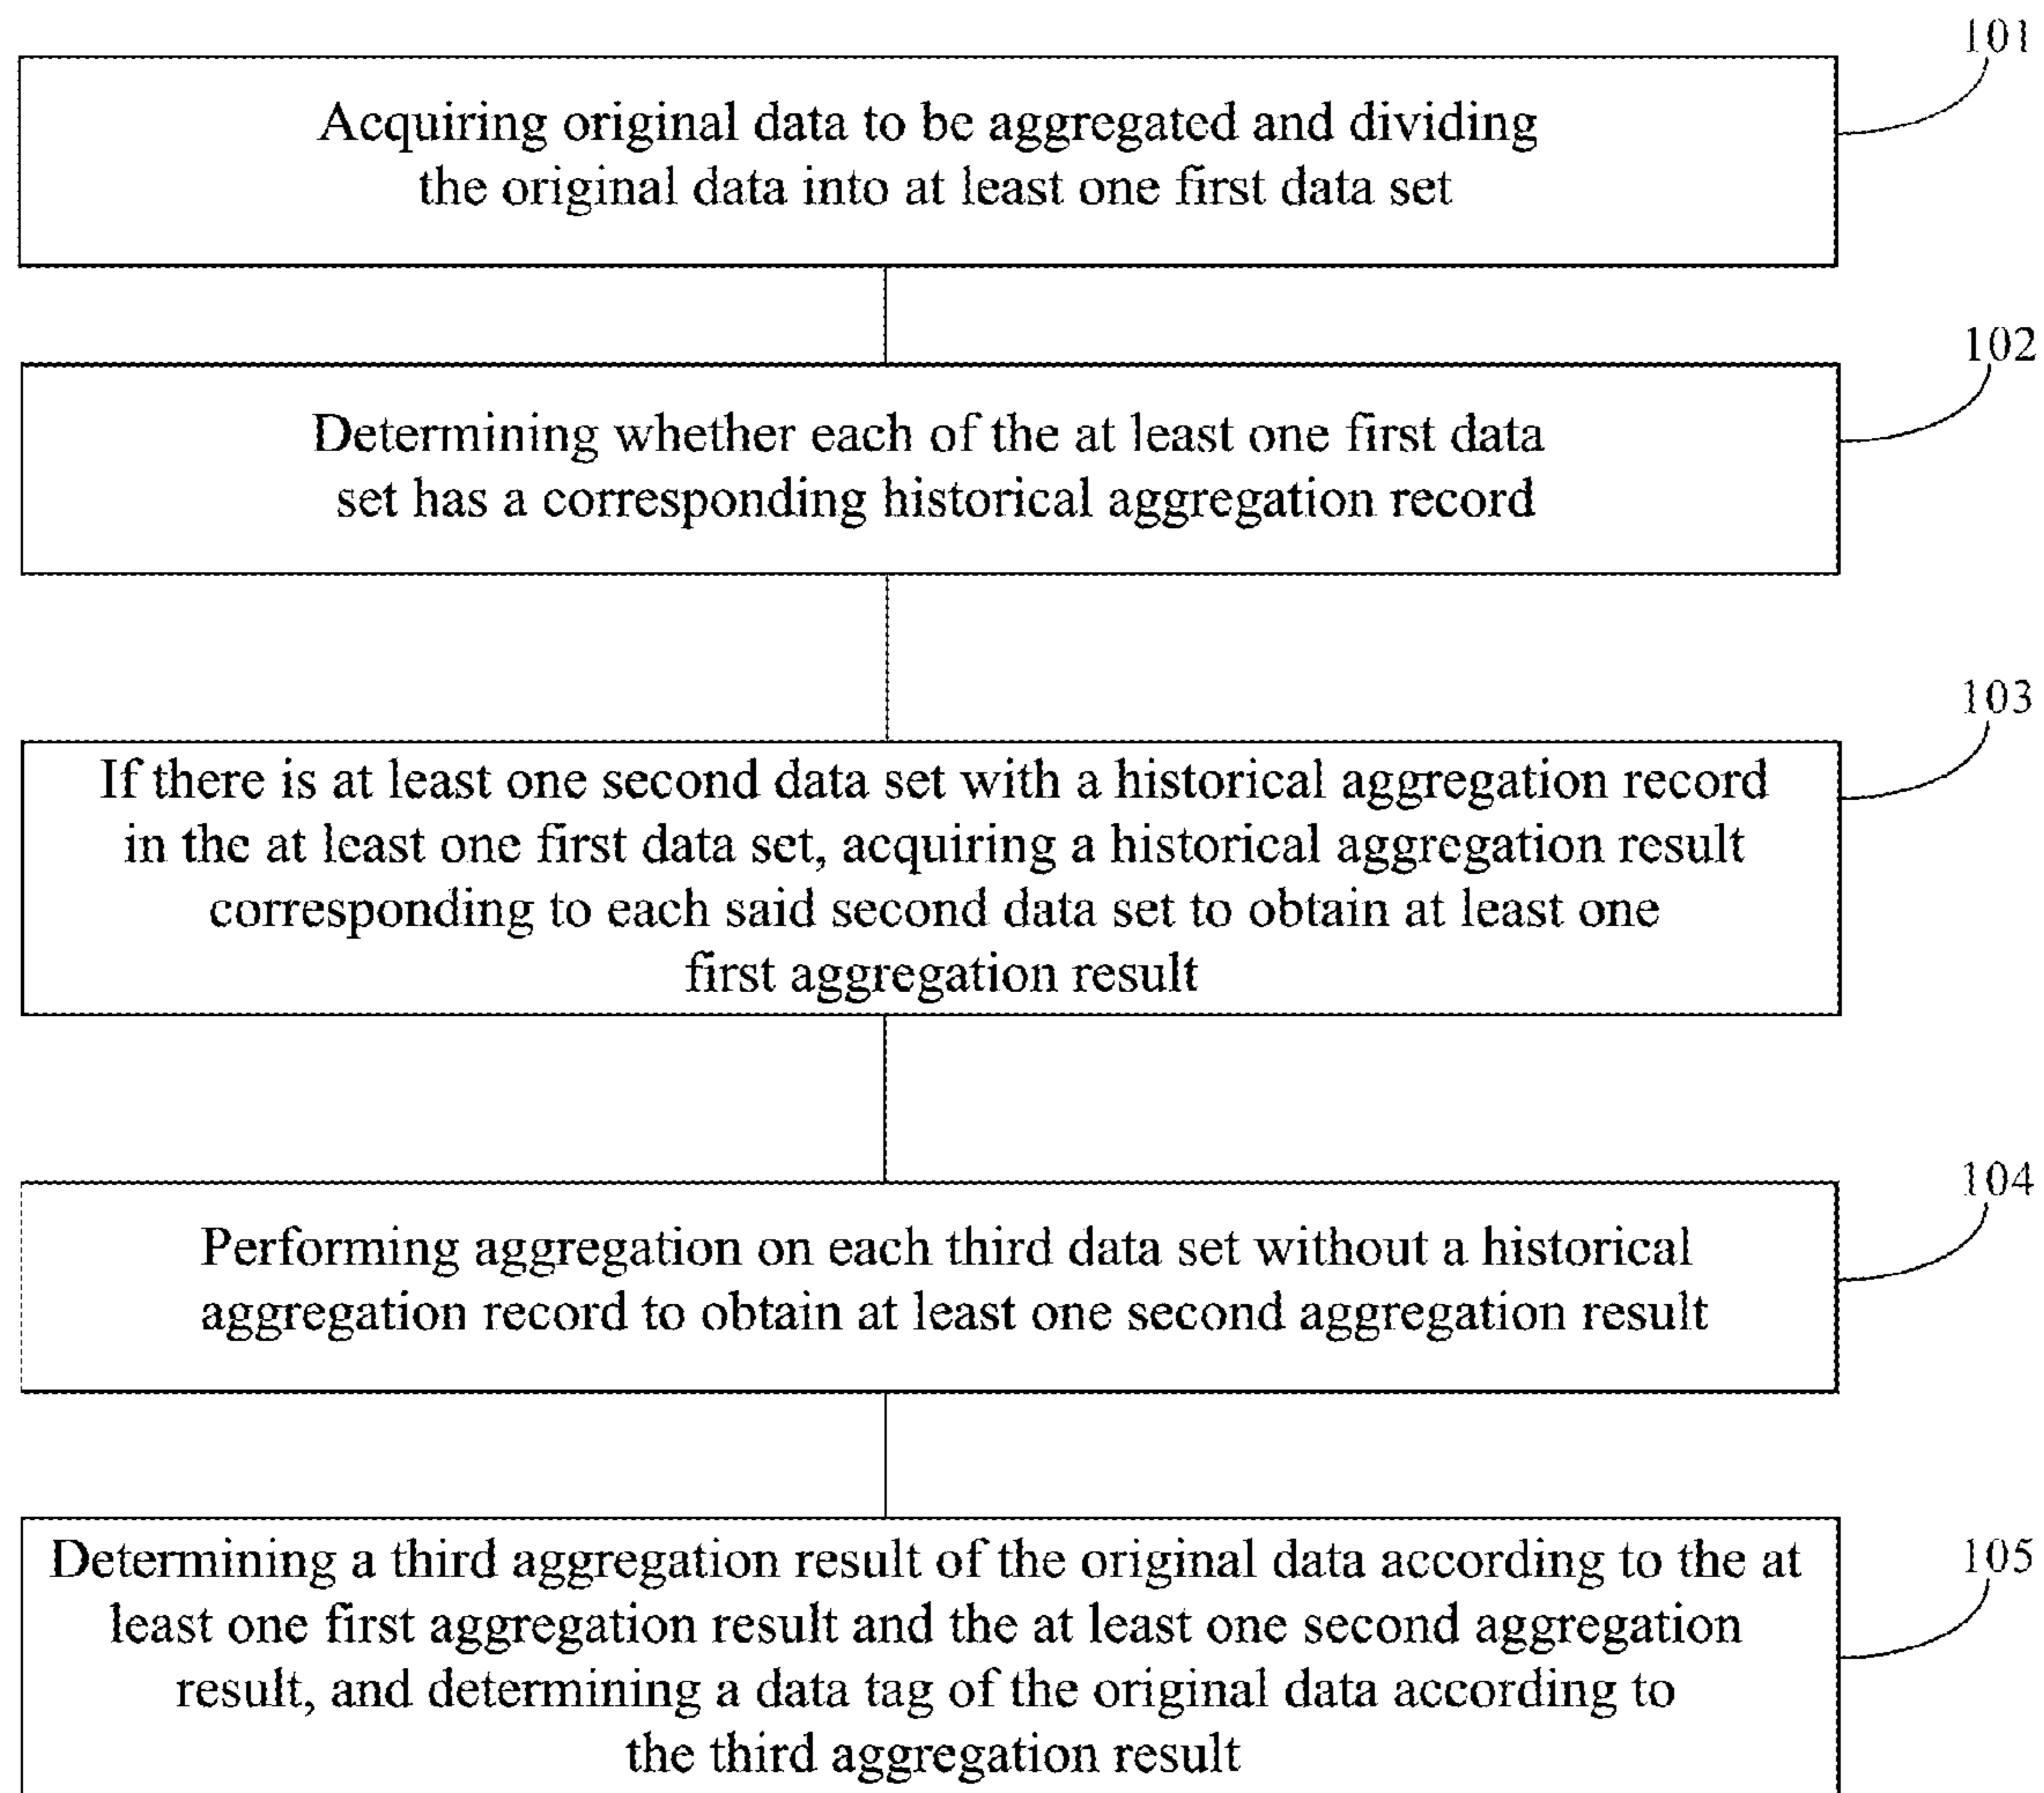 101
Acquiring original data to be aggregated and dividing
the original data into at least one first data set
102
Determining whether each of the at least one first data
set has a corresponding historical aggregation record
103
If there is at least one second data set with a historical aggregation record
in the at least one first data set, acquiring a historical aggregation result
corresponding to each said second data set to obtain at least one
first aggregation result
104
Performing aggregation on each third data set without a historical
aggregation record to obtain at least one second aggregation result
105
Determining a third aggregation result of the original data according to the at
least one first aggregation result and the at least one second aggregation
result, and determining a data tag of the original data according to
the third aggregation result